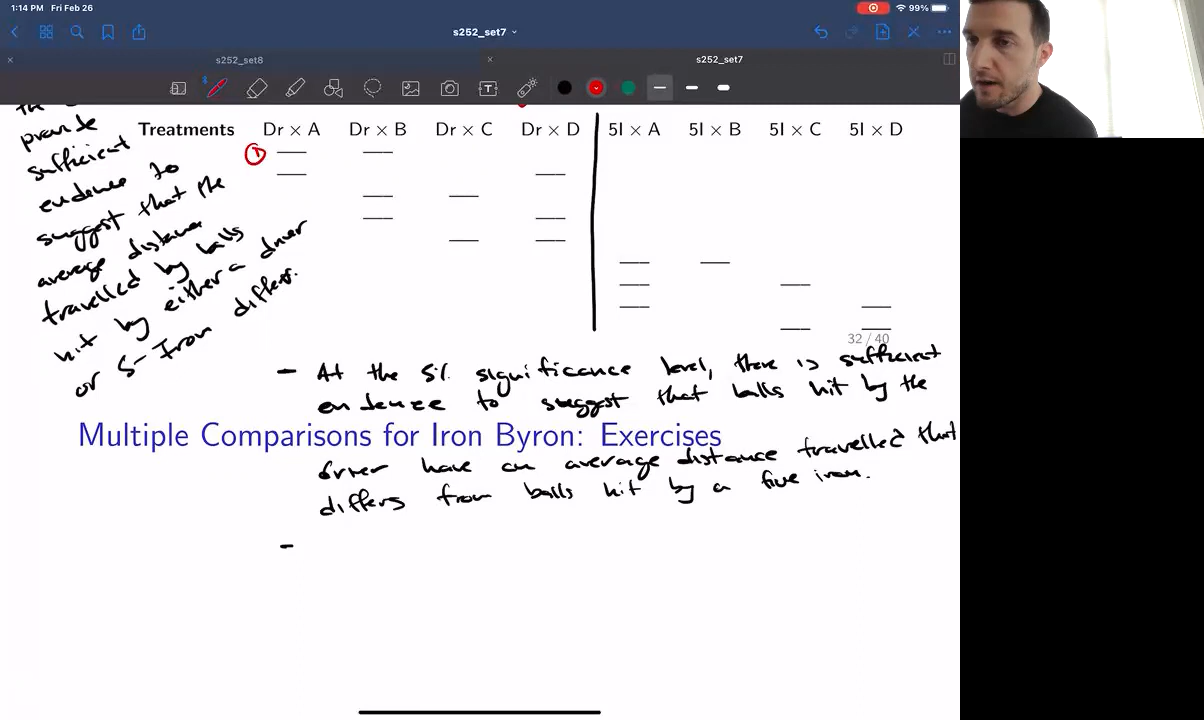 1:14 PM Fri Feb 26
99%
s252_set7
s252_set8
s252_set7
provide
sufficient
evidence to
suggest that the
average distance
travelled by balls
hit by either a driver
or 5-Iron differs.
Treatments Dr × A Dr × B Dr × C Dr × D 5I × A 5I × B 5I × C 5I × D
1
32 / 40
- At the 5% significance level, there is sufficient
evidence to suggest that balls hit by the
Multiple Comparisons for Iron Byron: Exercises
driver have an average distance travelled that
differs from balls hit by a five iron.
-